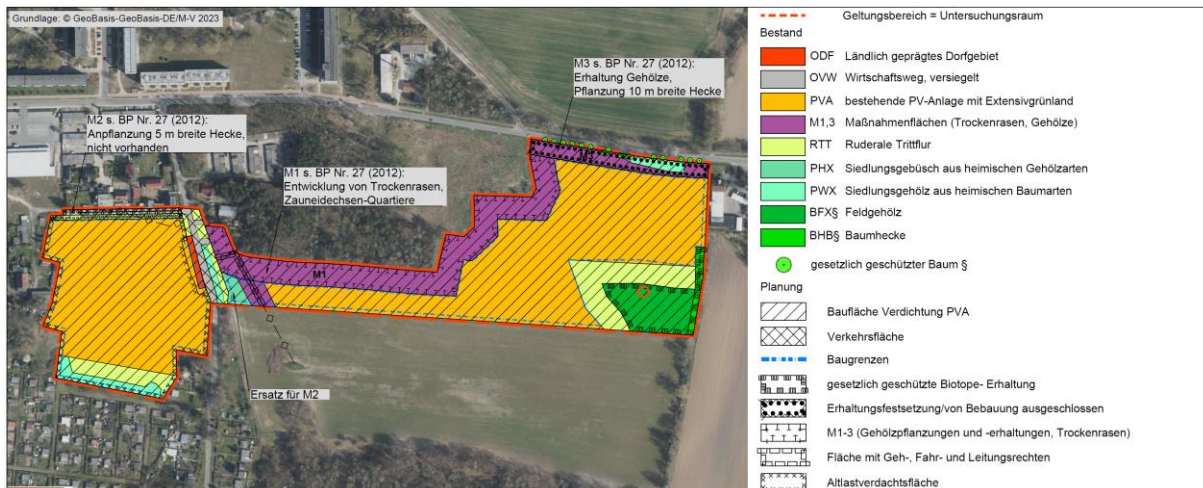 Grundlage: © GeoBasis-GeoBasis-DE/M-V 2023
M3 s. BP Nr. 27 (2012):
Erhaltung Gehölze,
Pflanzung 10 m breite Hecke
M2 s. BP Nr. 27 (2012):
Anpflanzung 5 m breite Hecke,
nicht vorhanden
M1 s. BP Nr. 27 (2012):
Entwicklung von Trockenrasen,
Zauneidechsen-Quartiere
M1
Ersatz für M2
Geltungsbereich = Untersuchungsraum
Bestand
ODF Ländlich geprägtes Dorfgebiet
OVW Wirtschaftsweg, versiegelt
PVA bestehende PV-Anlage mit Extensivgrünland
M1,3 Maßnahmenflächen (Trockenrasen, Gehölze)
RTT Ruderale Trittflur
PHX Siedlungsgebüsch aus heimischen Gehölzarten
PWX Siedlungsgehölz aus heimischen Baumarten
BFX§ Feldgehölz
BHB§ Baumhecke
gesetzlich geschützter Baum §
Planung
Baufläche Verdichtung PVA
Verkehrsfläche
Baugrenzen
gesetzlich geschützte Biotope- Erhaltung
Erhaltungsfestsetzung/von Bebauung ausgeschlossen
M1-3 (Gehölzpflanzungen und -erhaltungen, Trockenrasen)
Fläche mit Geh-, Fahr- und Leitungsrechten
Altlastverdachtsfläche